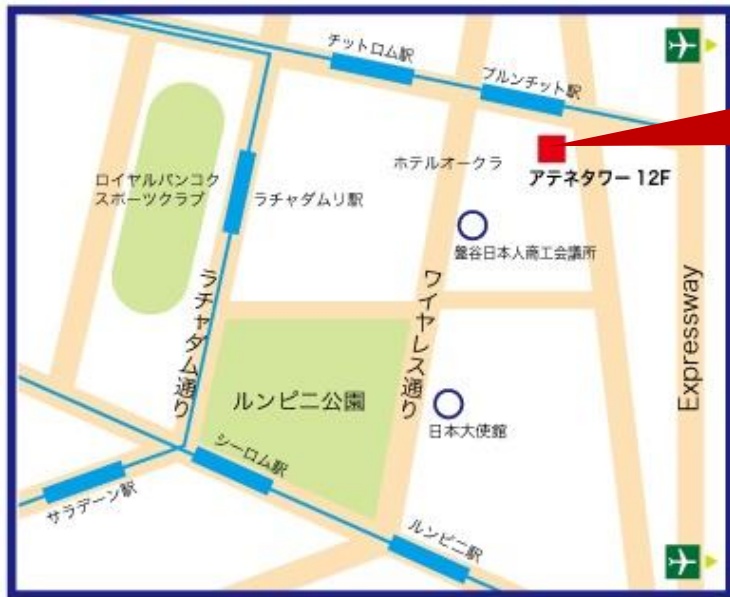 チットロム駅
プルンチット駅
ホテルオークラ
アテネタワー 12F
ロイヤルバンコク
スポーツクラブ
ラチャダムリ駅
盤谷日本人商工会議所
ラチャダム通り
ワイヤレス通り
Expressway
ルンピニ公園
日本大使館
シーロム駅
サラデーン駅
ルンピニ駅